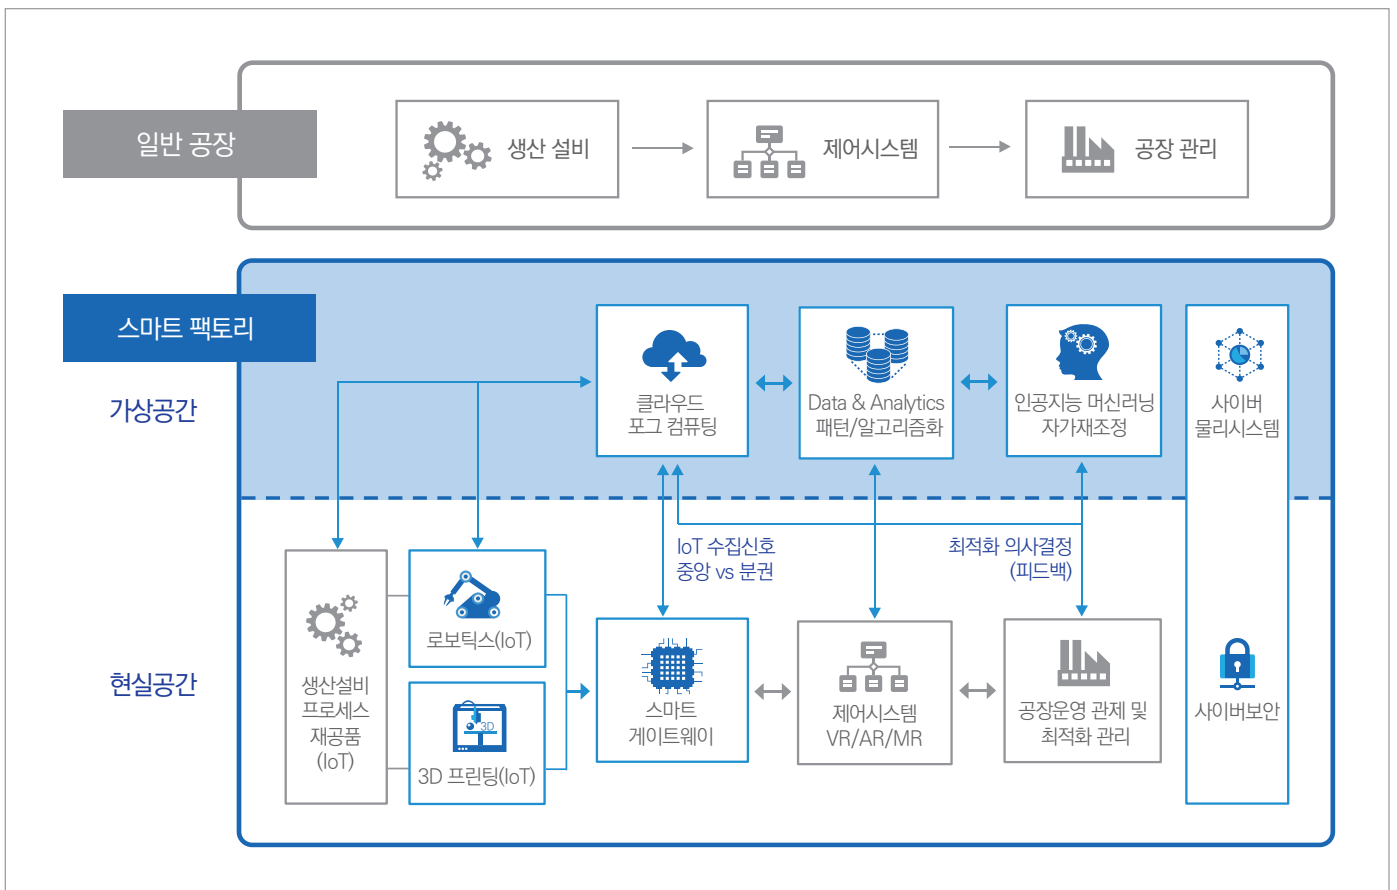 일반 공장
생산 설비
제어시스템
공장 관리
스마트 팩토리
가상공간
클라우드
포그 컴퓨팅
Data & Analytics
패턴/알고리즘화
인공지능 머신러닝
자가재조정
사이버
물리시스템
IoT 수집신호
중앙 vs 분권
최적화 의사결정
(피드백)
현실공간
생산설비
프로세스
재공품
(IoT)
로보틱스(IoT)
3D
3D 프린팅(IoT)
스마트
게이트웨이
제어시스템
VR/AR/MR
공장운영 관제 및
최적화 관리
사이버보안